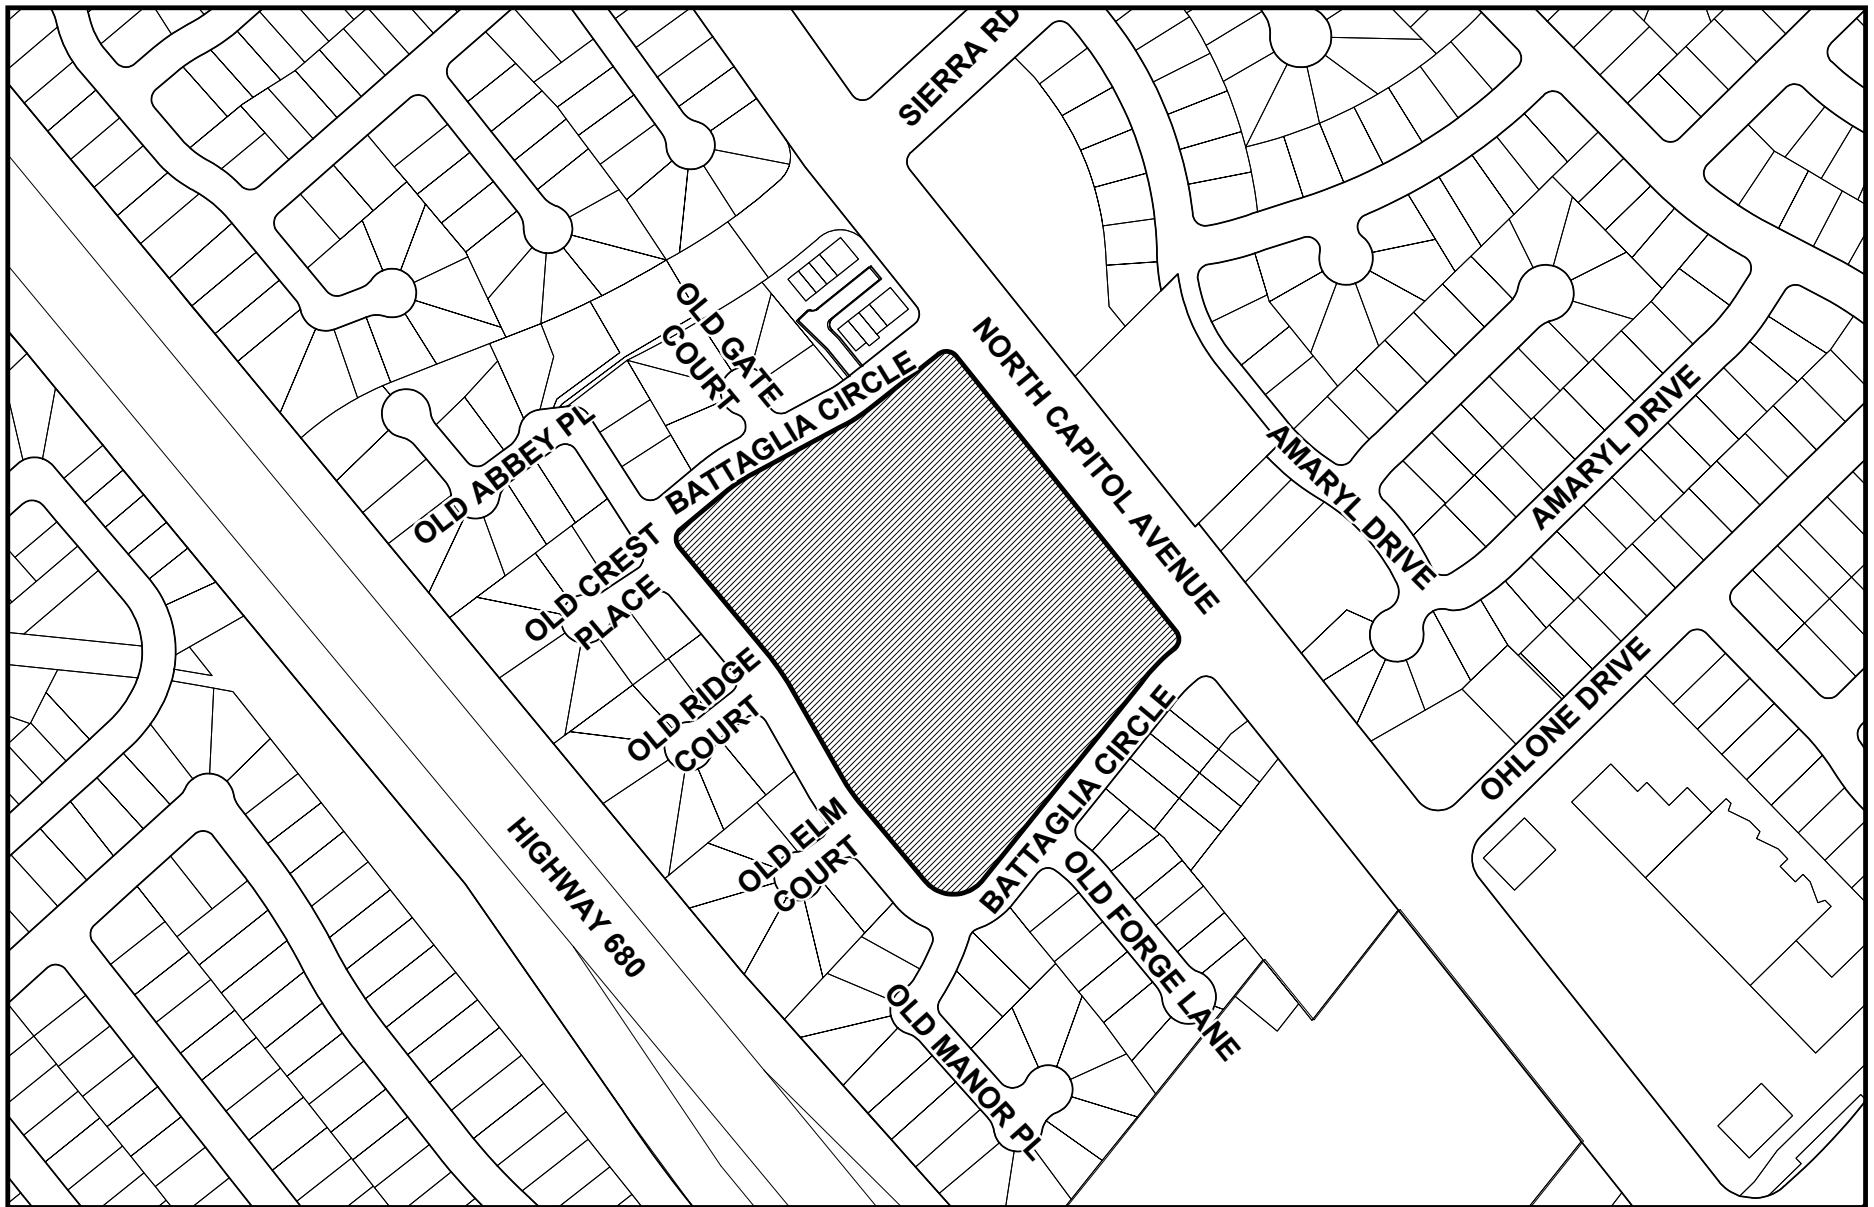 SIERRA RD
OLD GATE
COURT
BATTAGLIA CIRCLE
NORTH CAPITOL AVENUE
OLD ABBEY PL
AMARYL DRIVE
AMARYL DRIVE
OLD CREST
PLACE
OLD RIDGE
COURT
OHLONE DRIVE
BATTAGLIA CIRCLE
OLD ELM
COURT
HIGHWAY 680
OLD FORGE LANE
OLD MANOR PL